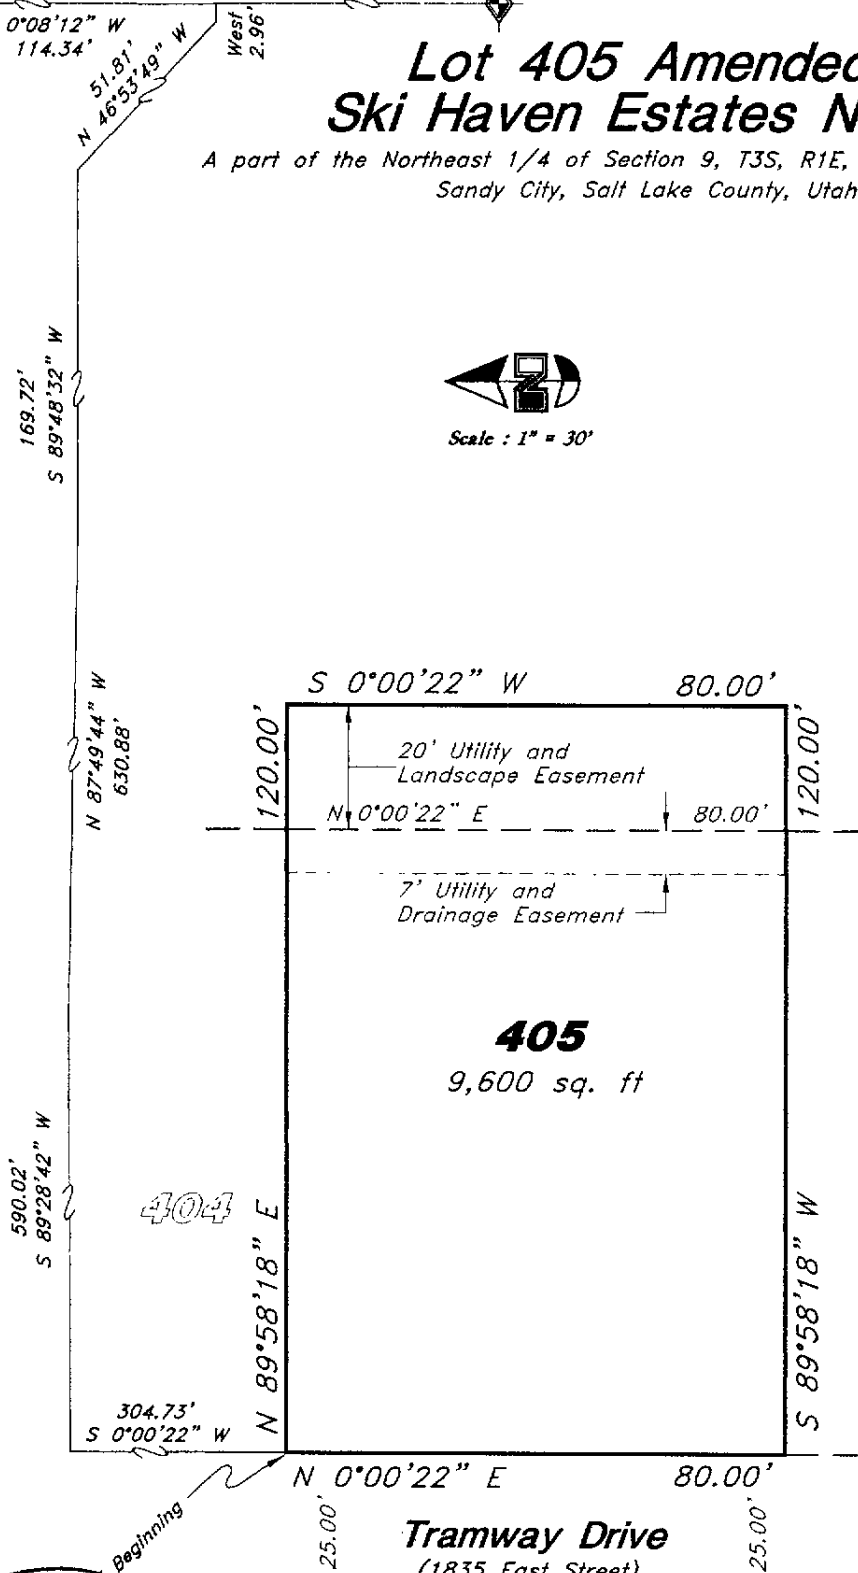 0°08'12" W
114.34'
51.81'
N 46°53'49" W
West
2.96'
Lot 405 Amended
Ski Haven Estates N
A part of the Northeast 1/4 of Section 9, T3S, R1E,
Sandy City, Salt Lake County, Utah
169.72'
S 89°48'32" W
Scale : 1" = 30'
S 0°00'22" W 80.00'
N 87°49'44" W
630.88'
120.00'
20' Utility and
Landscape Easement
120.00'
N 0°00'22" E 80.00'
7' Utility and
Drainage Easement
405
9,600 sq. ft
590.02'
S 89°28'42" W
404
N 89°58'18" E
S 89°58'18" W
304.73'
S 0°00'22" W
N 0°00'22" E 80.00'
Beginning
25.00'
Tramway Drive
25.00'
(1835 East Street)